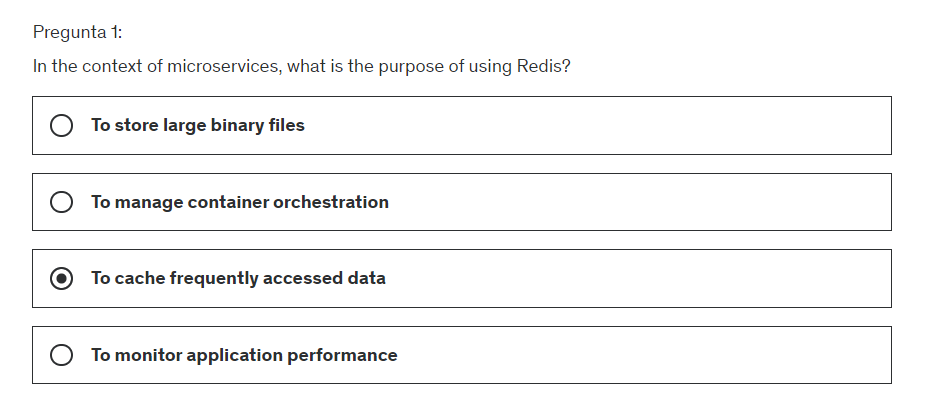 Pregunta 1:
In the context of microservices, what is the purpose of using Redis?
To store large binary files
To manage container orchestration
To cache frequently accessed data
To monitor application performance